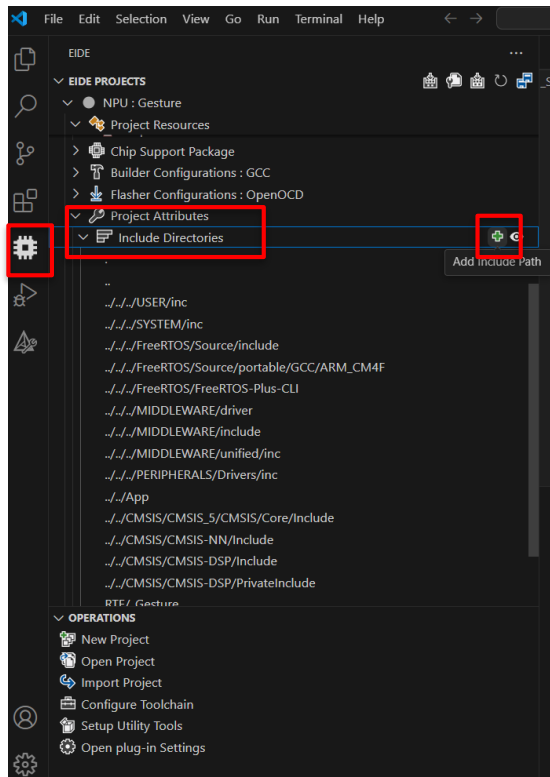 File Edit Selection View Go Run Terminal Help
EIDE
EIDE PROJECTS
NPU : Gesture
Project Resources
Chip Support Package
Builder Configurations : GCC
Flasher Configurations : OpenOCD
Project Attributes
Include Directories
Add Include Path
.
..
../../../USER/inc
../../../SYSTEM/inc
../../../FreeRTOS/Source/include
../../../FreeRTOS/Source/portable/GCC/ARM_CM4F
../../../FreeRTOS/FreeRTOS-Plus-CLI
../../../MIDDLEWARE/driver
../../../MIDDLEWARE/include
../../../MIDDLEWARE/unified/inc
../../../PERIPHERALS/Drivers/inc
../../App
../../CMSIS/CMSIS_5/CMSIS/Core/Include
../../CMSIS/CMSIS-NN/Include
../../CMSIS/CMSIS-DSP/Include
../../CMSIS/CMSIS-DSP/PrivateInclude
RTE/_Gesture
OPERATIONS
New Project
Open Project
Import Project
Configure Toolchain
Setup Utility Tools
Open plug-in Settings